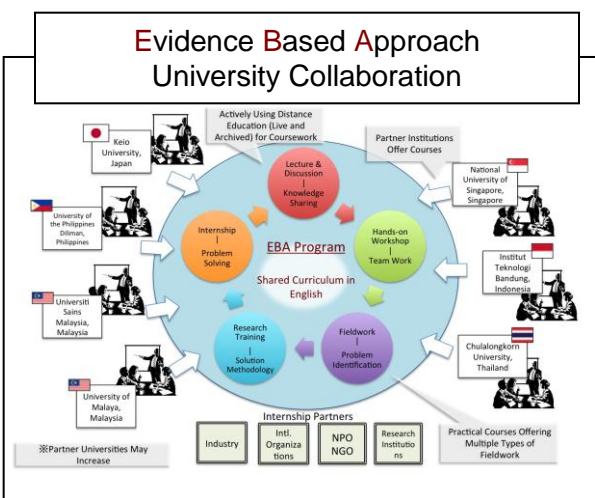 Evidence Based Approach
University Collaboration
Actively Using Distance
Education (Live and
Archived) for Coursework
Partner Institutions
Offer Courses
Keio
University,
Japan
University of
the Philippines
Diliman,
Philippines
Universiti
Sains
Malaysia,
Malaysia
University of
Malaya,
Malaysia
National
University of
Singapore,
Singapore
Institut
Teknologi
Bandung,
Indonesia
Chulalongkorn
University,
Thailand
Lecture &
Discussion
|
Knowledge
Sharing
Hands-on
Workshop
|
Team Work
Fieldwork
|
Problem
Identification
Research
Training
|
Solution
Methodology
Internship
|
Problem
Solving
EBA Program
Shared Curriculum in
English
Internship Partners
Industry
Intl.
Organiza
tions
NPO
NGO
Research
Institutio
ns
Practical Courses Offering
Multiple Types of
Fieldwork
※Partner Universities May
Increase